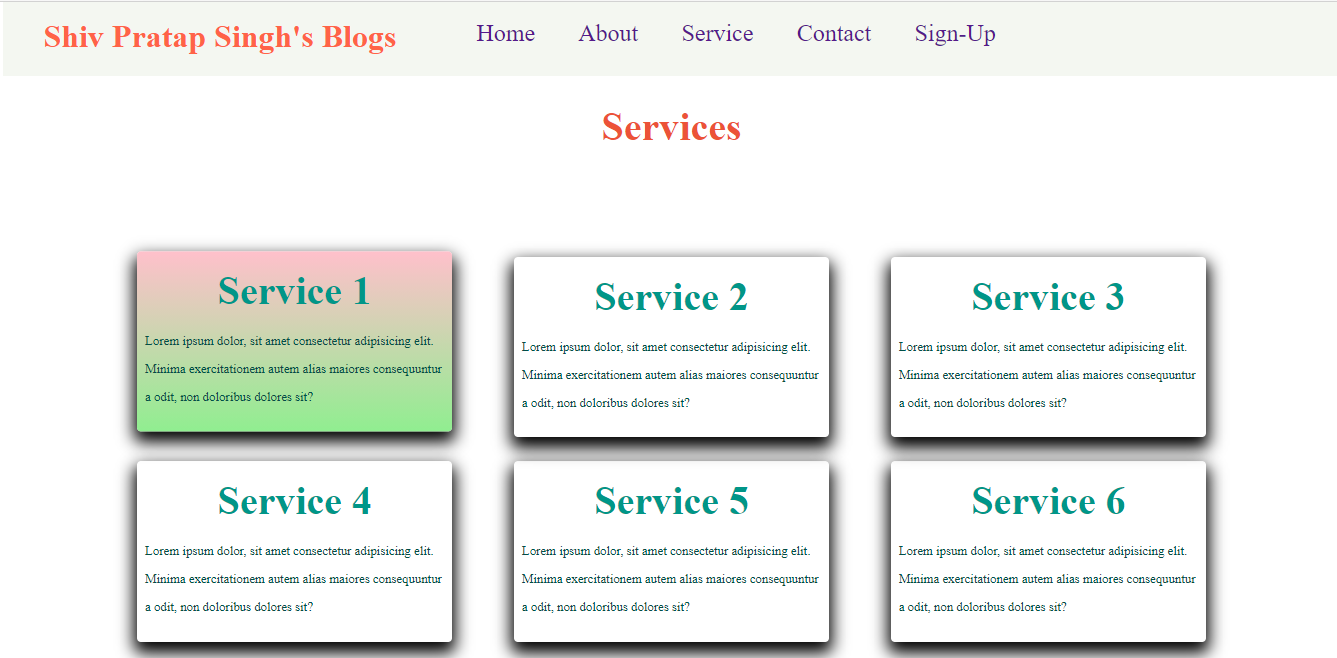 Shiv Pratap Singh's Blogs Home About Service Contact Sign-Up
Services
Service 1
Lorem ipsum dolor, sit amet consectetur adipisicing elit.
Minima exercitationem autem alias maiores consequuntur
a odit, non doloribus dolores sit?
Service 2
Lorem ipsum dolor, sit amet consectetur adipisicing elit.
Minima exercitationem autem alias maiores consequuntur
a odit, non doloribus dolores sit?
Service 3
Lorem ipsum dolor, sit amet consectetur adipisicing elit.
Minima exercitationem autem alias maiores consequuntur
a odit, non doloribus dolores sit?
Service 4
Lorem ipsum dolor, sit amet consectetur adipisicing elit.
Minima exercitationem autem alias maiores consequuntur
a odit, non doloribus dolores sit?
Service 5
Lorem ipsum dolor, sit amet consectetur adipisicing elit.
Minima exercitationem autem alias maiores consequuntur
a odit, non doloribus dolores sit?
Service 6
Lorem ipsum dolor, sit amet consectetur adipisicing elit.
Minima exercitationem autem alias maiores consequuntur
a odit, non doloribus dolores sit?